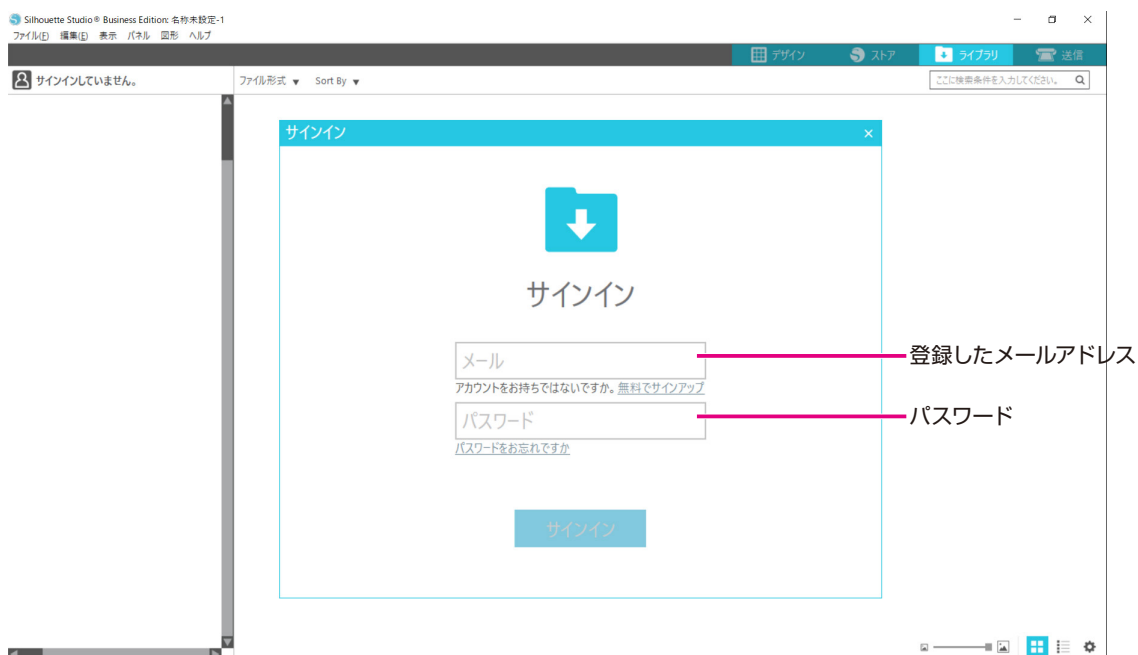 Silhouette Studio® Business Edition: 名称未設定-1
ファイル(F) 編集(E) 表示 パネル 図形 ヘルプ
デザイン ストア ライブラリ 送信
サインインしていません。 ファイル形式 ▼ Sort By ▼ ここに検索条件を入力してください。
サインイン ×
サインイン
メール
登録したメールアドレス
アカウントをお持ちではないですか。無料でサインアップ
パスワード
パスワード
パスワードをお忘れですか
サインイン